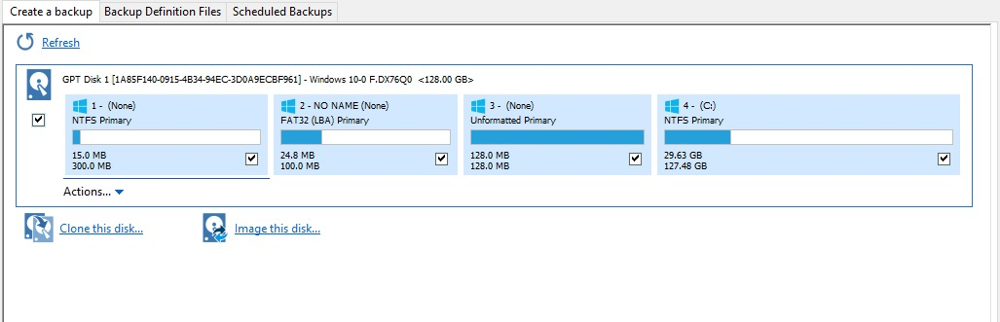 Create a backup Backup Definition Files Scheduled Backups
Refresh
GPT Disk 1 [1A85F140-0915-4B34-94EC-3D0A9ECBF961] - Windows 10-0 F.DX76Q0 <128.00 GB>
1 - (None)
NTFS Primary
15.0 MB
300.0 MB
2 - NO NAME (None)
FAT32 (LBA) Primary
24.8 MB
100.0 MB
3 - (None)
Unformatted Primary
128.0 MB
128.0 MB
4 - (C:)
NTFS Primary
29.63 GB
127.48 GB
Actions...
Clone this disk...
Image this disk...